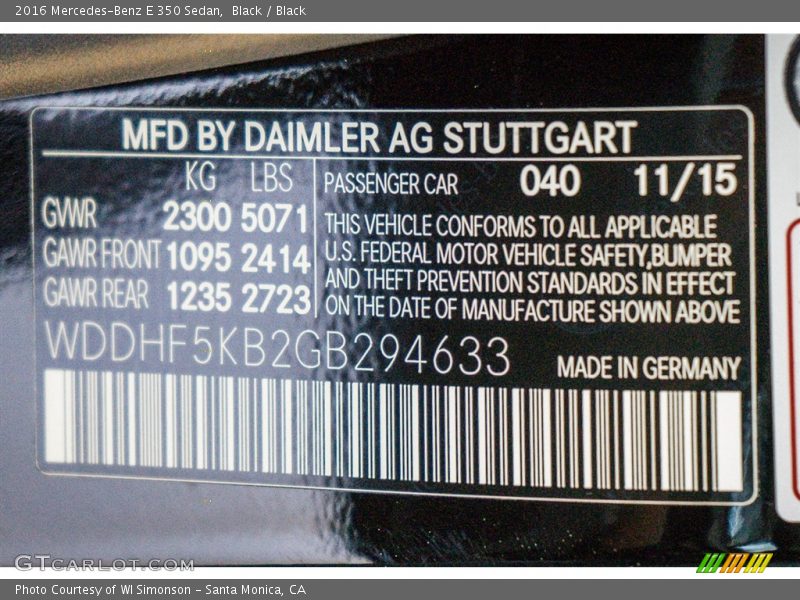 2016 Mercedes-Benz E 350 Sedan,  Black / Black
MFD BY DAIMLER AG STUTTGART
KG LBS
GVWR 2300 5071
GAWR FRONT 1095 2414
GAWR REAR 1235 2723
PASSENGER CAR 040 11/15
THIS VEHICLE CONFORMS TO ALL APPLICABLE
U.S. FEDERAL MOTOR VEHICLE SAFETY,BUMPER
AND THEFT PREVENTION STANDARDS IN EFFECT
ON THE DATE OF MANUFACTURE SHOWN ABOVE
WDDHF5KB2GB294633
MADE IN GERMANY
GTCARLOT.COM
Photo Courtesy of WI Simonson - Santa Monica, CA